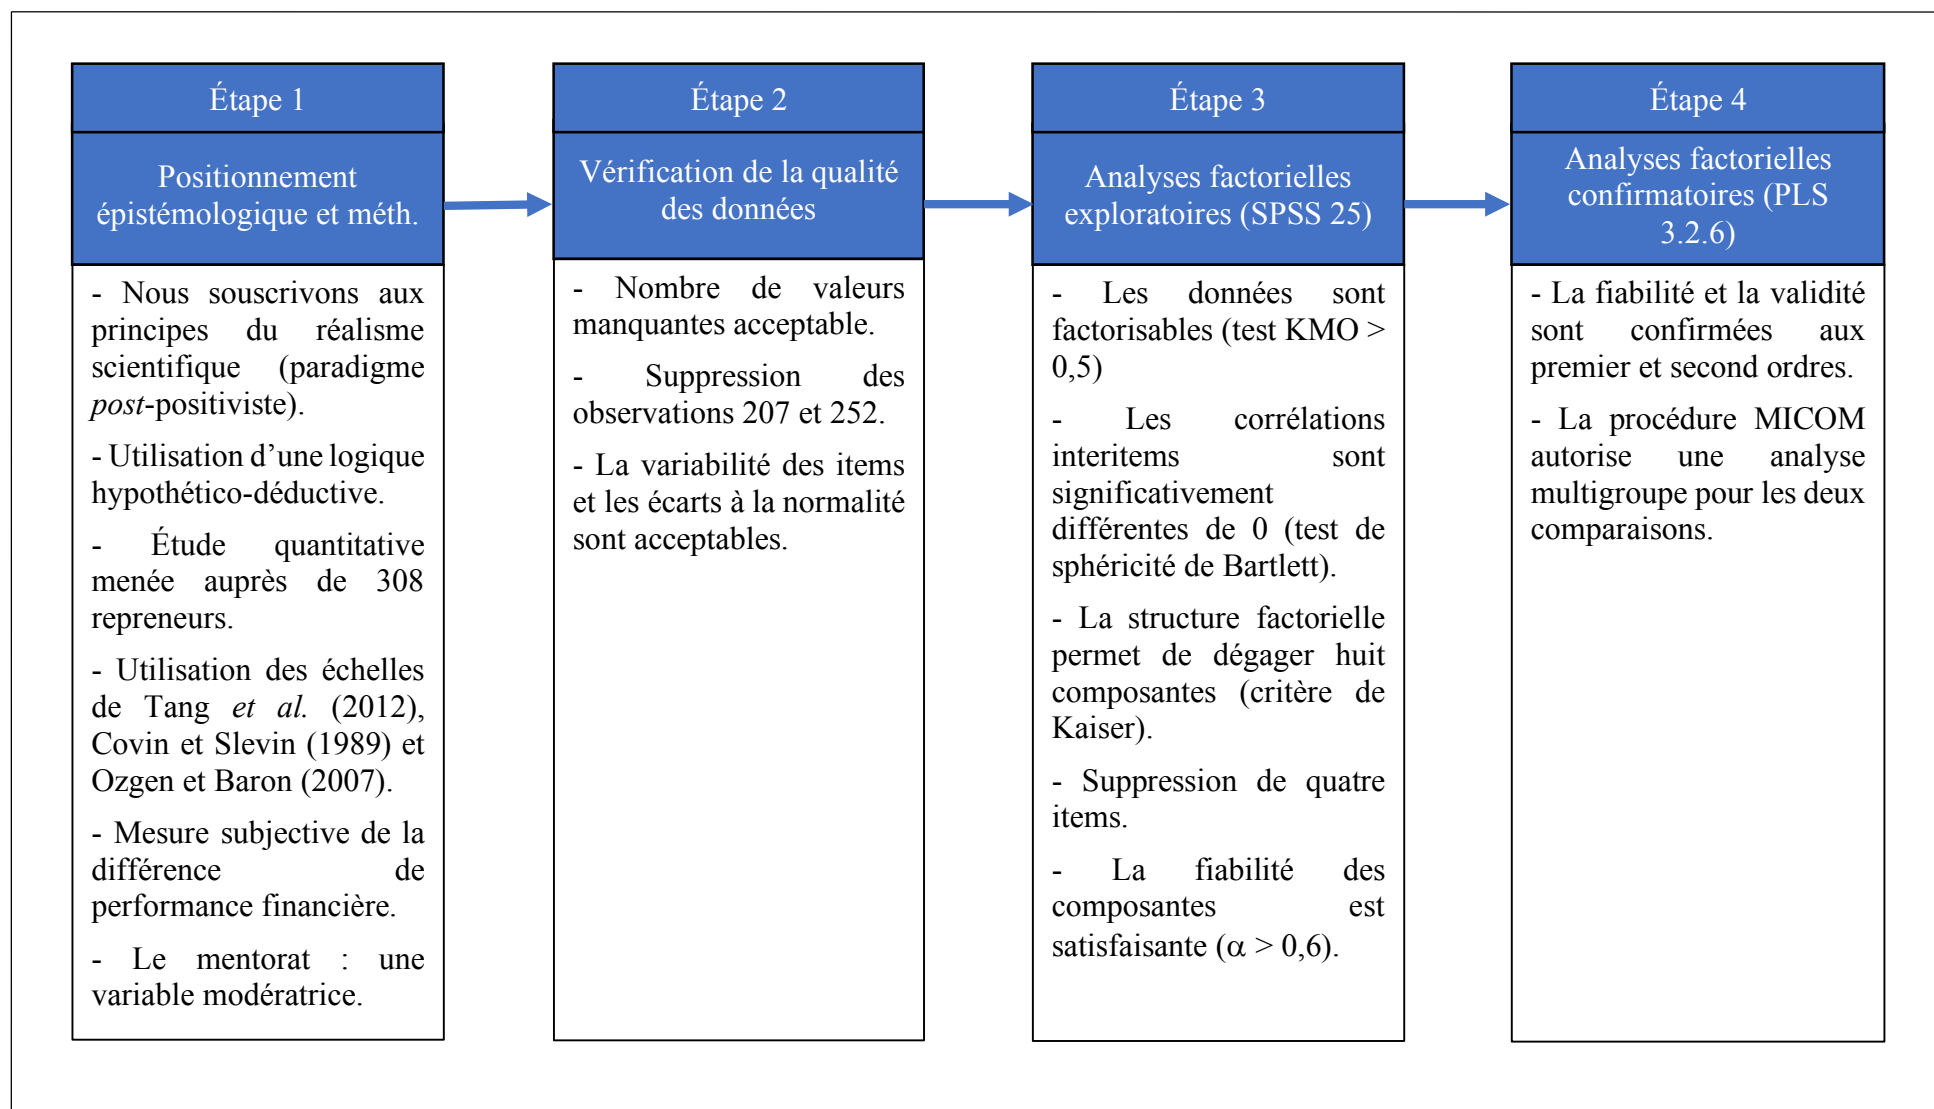 Étape 1
Positionnement
épistémologique et méth.
- Nous souscrivons aux
principes du réalisme
scientifique (paradigme
post-positiviste).
- Utilisation d’une logique
hypothético-déductive.
- Étude quantitative
menée auprès de 308
repreneurs.
- Utilisation des échelles
de Tang et al. (2012),
Covin et Slevin (1989) et
Ozgen et Baron (2007).
- Mesure subjective de la
différence de
performance financière.
- Le mentorat : une
variable modératrice.
Étape 2
Vérification de la qualité
des données
- Nombre de valeurs
manquantes acceptable.
- Suppression des
observations 207 et 252.
- La variabilité des items
et les écarts à la normalité
sont acceptables.
Étape 3
Analyses factorielles
exploratoires (SPSS 25)
- Les données sont
factorisables (test KMO >
0,5)
- Les corrélations
interitems sont
significativement
différentes de 0 (test de
sphéricité de Bartlett).
- La structure factorielle
permet de dégager huit
composantes (critère de
Kaiser).
- Suppression de quatre
items.
- La fiabilité des
composantes est
satisfaisante (α > 0,6).
Étape 4
Analyses factorielles
confirmatoires (PLS
3.2.6)
- La fiabilité et la validité
sont confirmées aux
premier et second ordres.
- La procédure MICOM
autorise une analyse
multigroupe pour les deux
comparaisons.